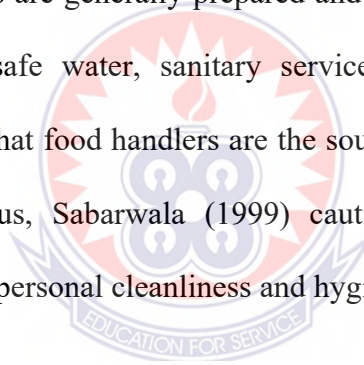 are generally prepared and
safe water, sanitary service
hat food handlers are the sou
us, Sabarwala (1999) caut
personal cleanliness and hygi
EDUCATION FOR SERVICE